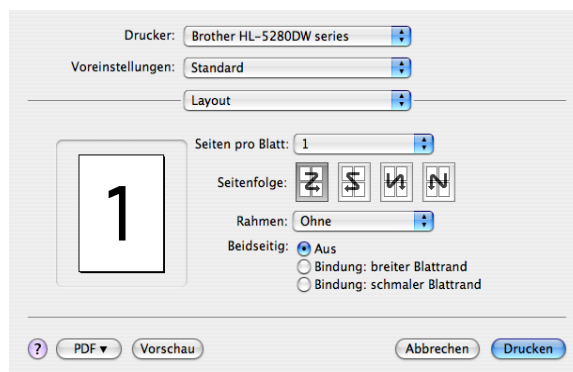 Drucker: Brother HL-5280DW series
Voreinstellungen: Standard
Layout
Seiten pro Blatt: 1
Seitenfolge:
1
Rahmen: Ohne
Beidseitig: Aus
Bindung: breiter Blattrand
Bindung: schmaler Blattrand
? PDF▼ Vorschau Abbrechen Drucken